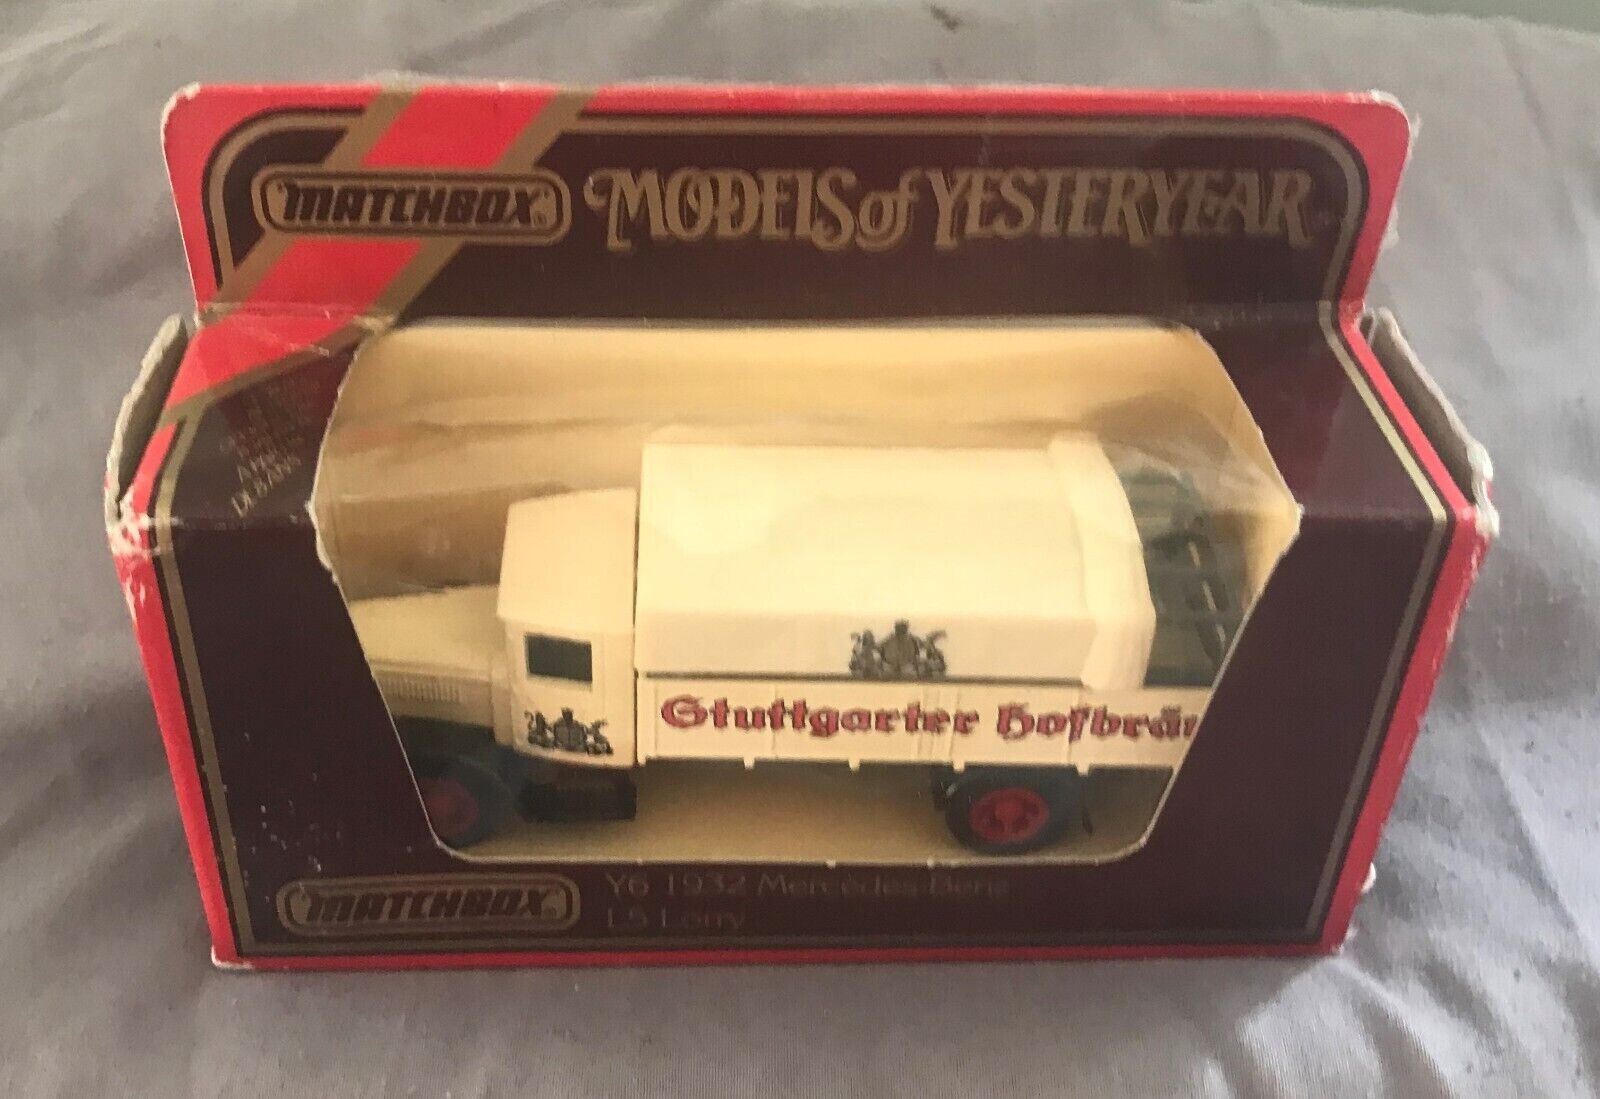 MATCHBOX
MODELS of YESTERYEAR
Stuttgarter Hofbräu
MATCHBOX
Y6 1932 Mercedes-Benz
L5 Lorry